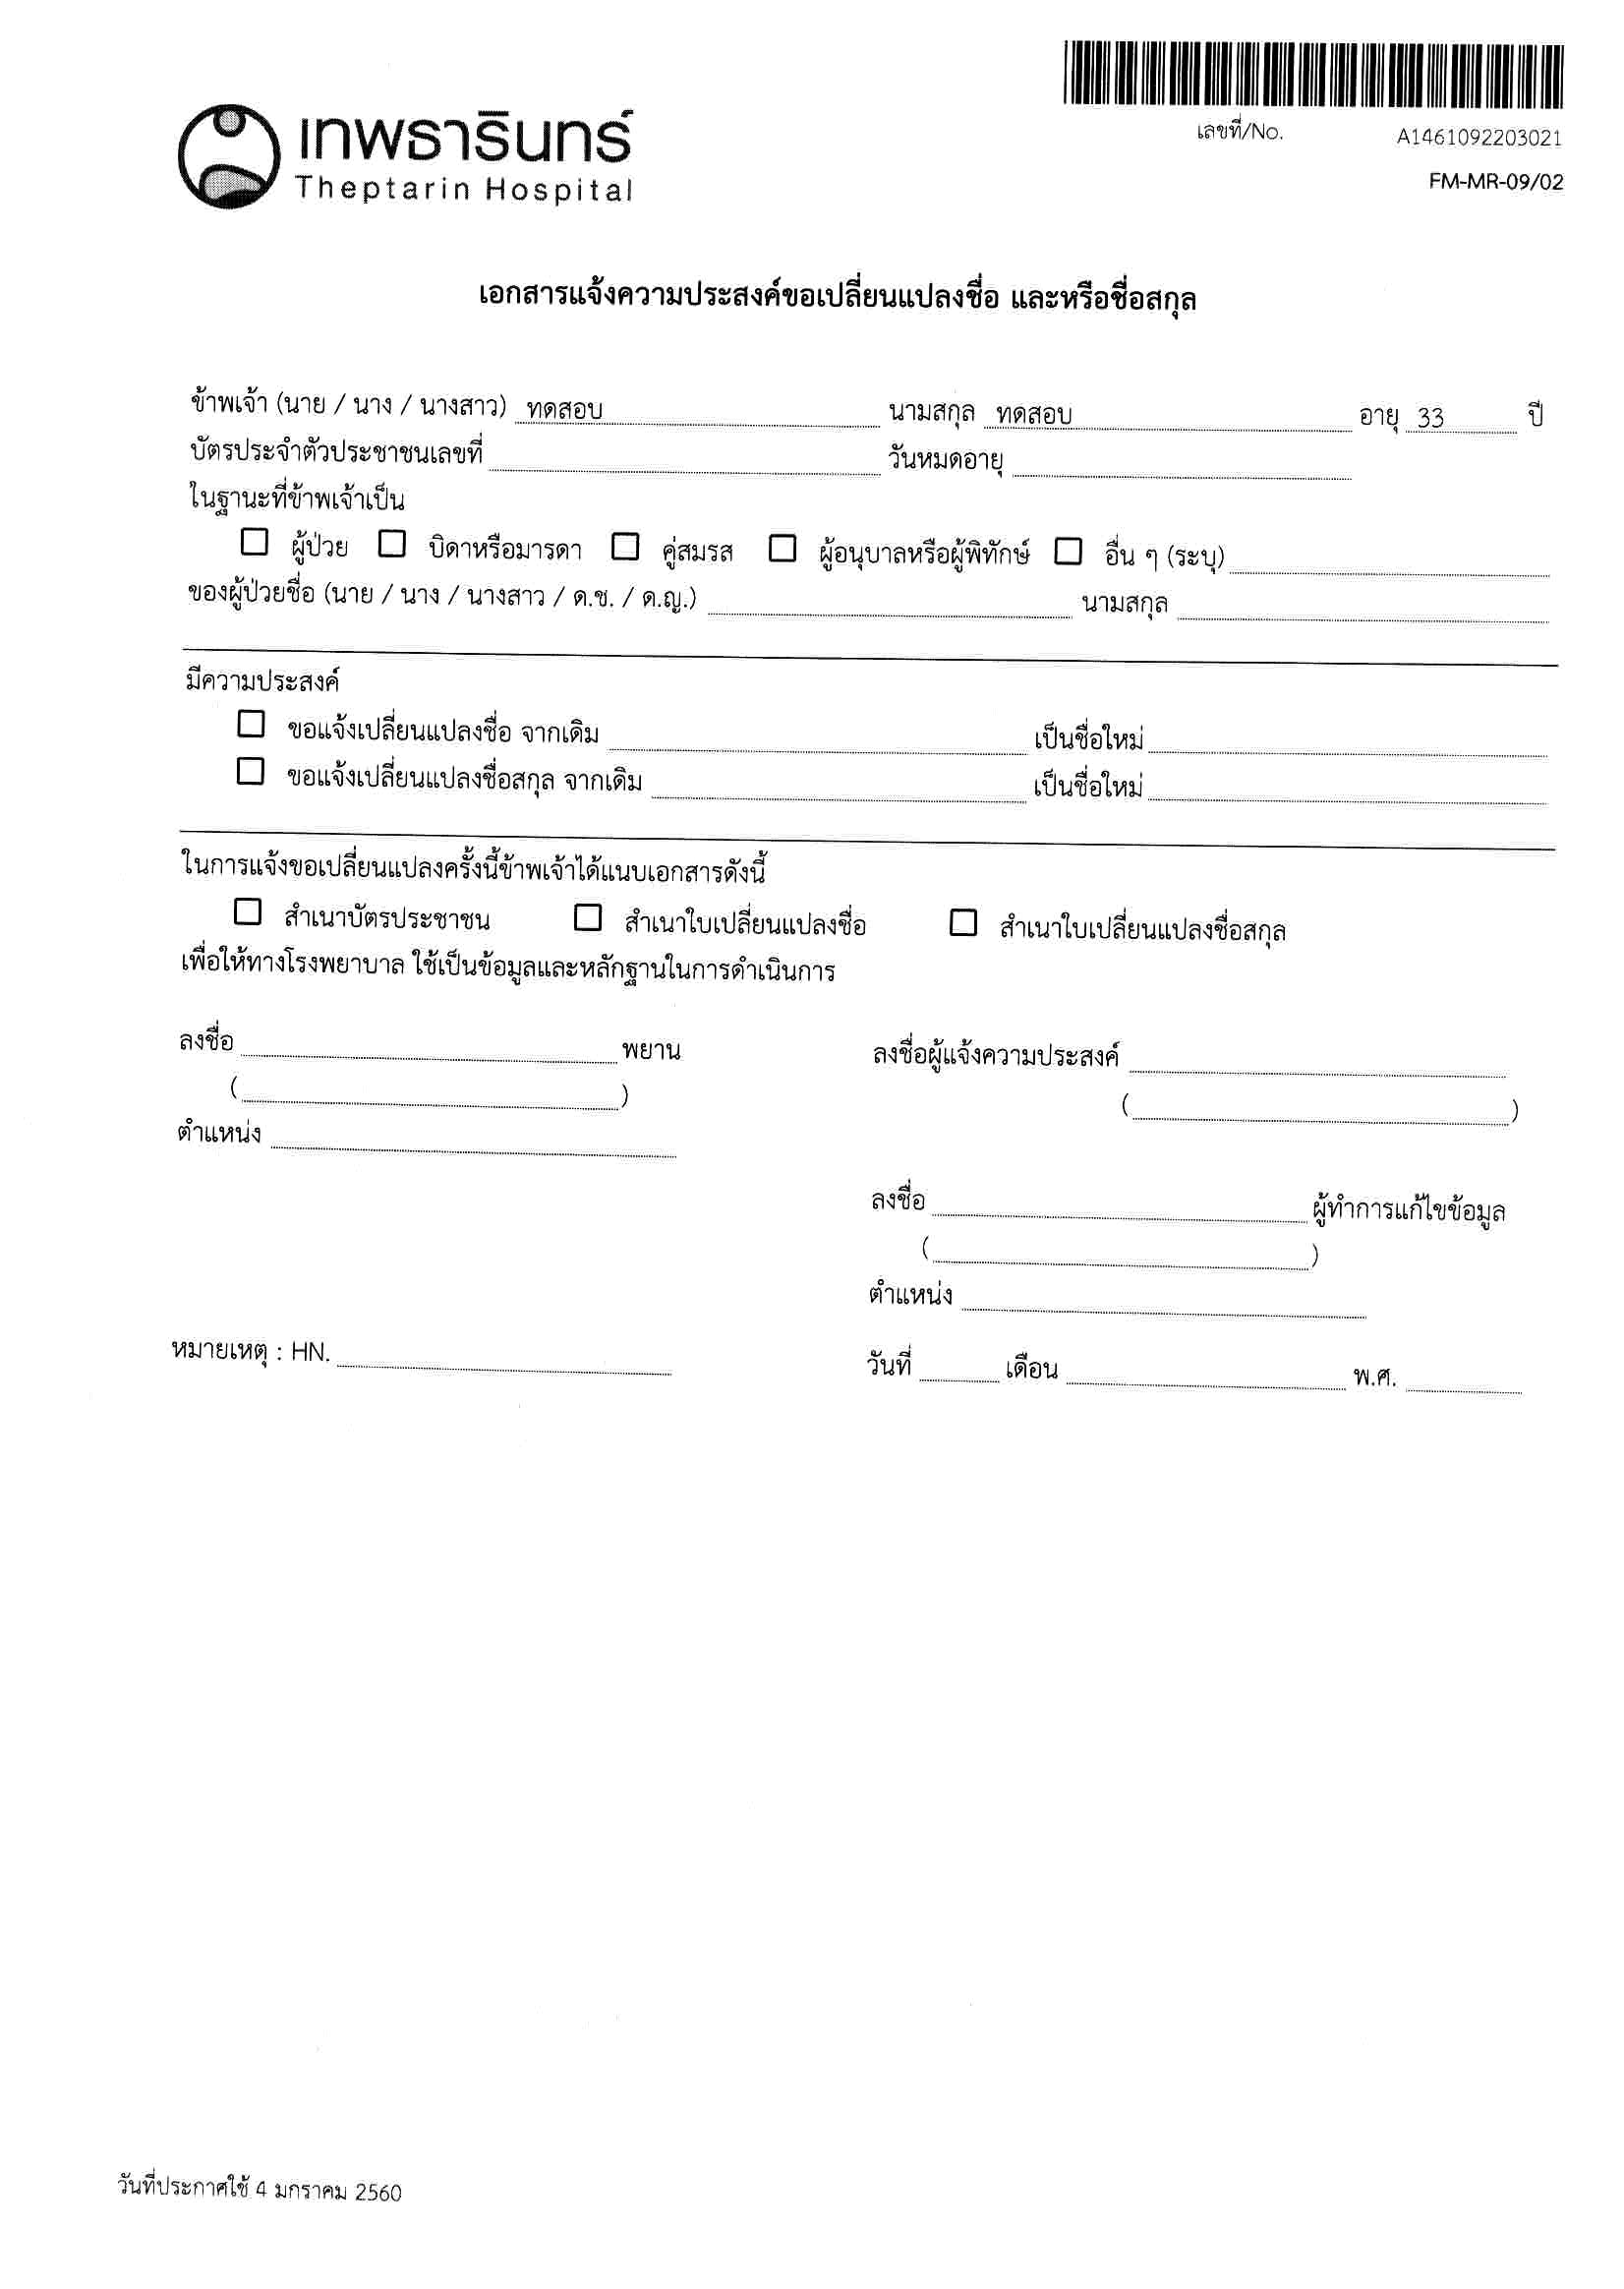 เทพธารินทร์
Theptarin Hospital
เลขที่/No. A1461092203021
FM-MR-09/02
เอกสารแจ้งความประสงค์ขอเปลี่ยนแปลงชื่อ และหรือชื่อสกุล
ข้าพเจ้า (นาย / นาง / นางสาว) ทดสอบ นามสกุล ทดสอบ อายุ 33 ปี
บัตรประจำตัวประชาชนเลขที่ วันหมดอายุ
ในฐานะที่ข้าพเจ้าเป็น
☐ ผู้ป่วย ☐ บิดาหรือมารดา ☐ คู่สมรส ☐ ผู้อนุบาลหรือผู้พิทักษ์ ☐ อื่น ๆ (ระบุ)
ของผู้ป่วยชื่อ (นาย / นาง / นางสาว / ด.ช. / ด.ญ.) นามสกุล
มีความประสงค์
☐ ขอแจ้งเปลี่ยนแปลงชื่อ จากเดิม เป็นชื่อใหม่
☐ ขอแจ้งเปลี่ยนแปลงชื่อสกุล จากเดิม เป็นชื่อใหม่
ในการแจ้งขอเปลี่ยนแปลงครั้งนี้ข้าพเจ้าได้แนบเอกสารดังนี้
☐ สำเนาบัตรประชาชน ☐ สำเนาใบเปลี่ยนแปลงชื่อ ☐ สำเนาใบเปลี่ยนแปลงชื่อสกุล
เพื่อให้ทางโรงพยาบาล ใช้เป็นข้อมูลและหลักฐานในการดำเนินการ
ลงชื่อ พยาน ลงชื่อผู้แจ้งความประสงค์
( ) ( )
ตำแหน่ง
ลงชื่อ ผู้ทำการแก้ไขข้อมูล
( )
ตำแหน่ง
หมายเหตุ : HN. วันที่ เดือน พ.ศ.
วันที่ประกาศใช้ 4 มกราคม 2560